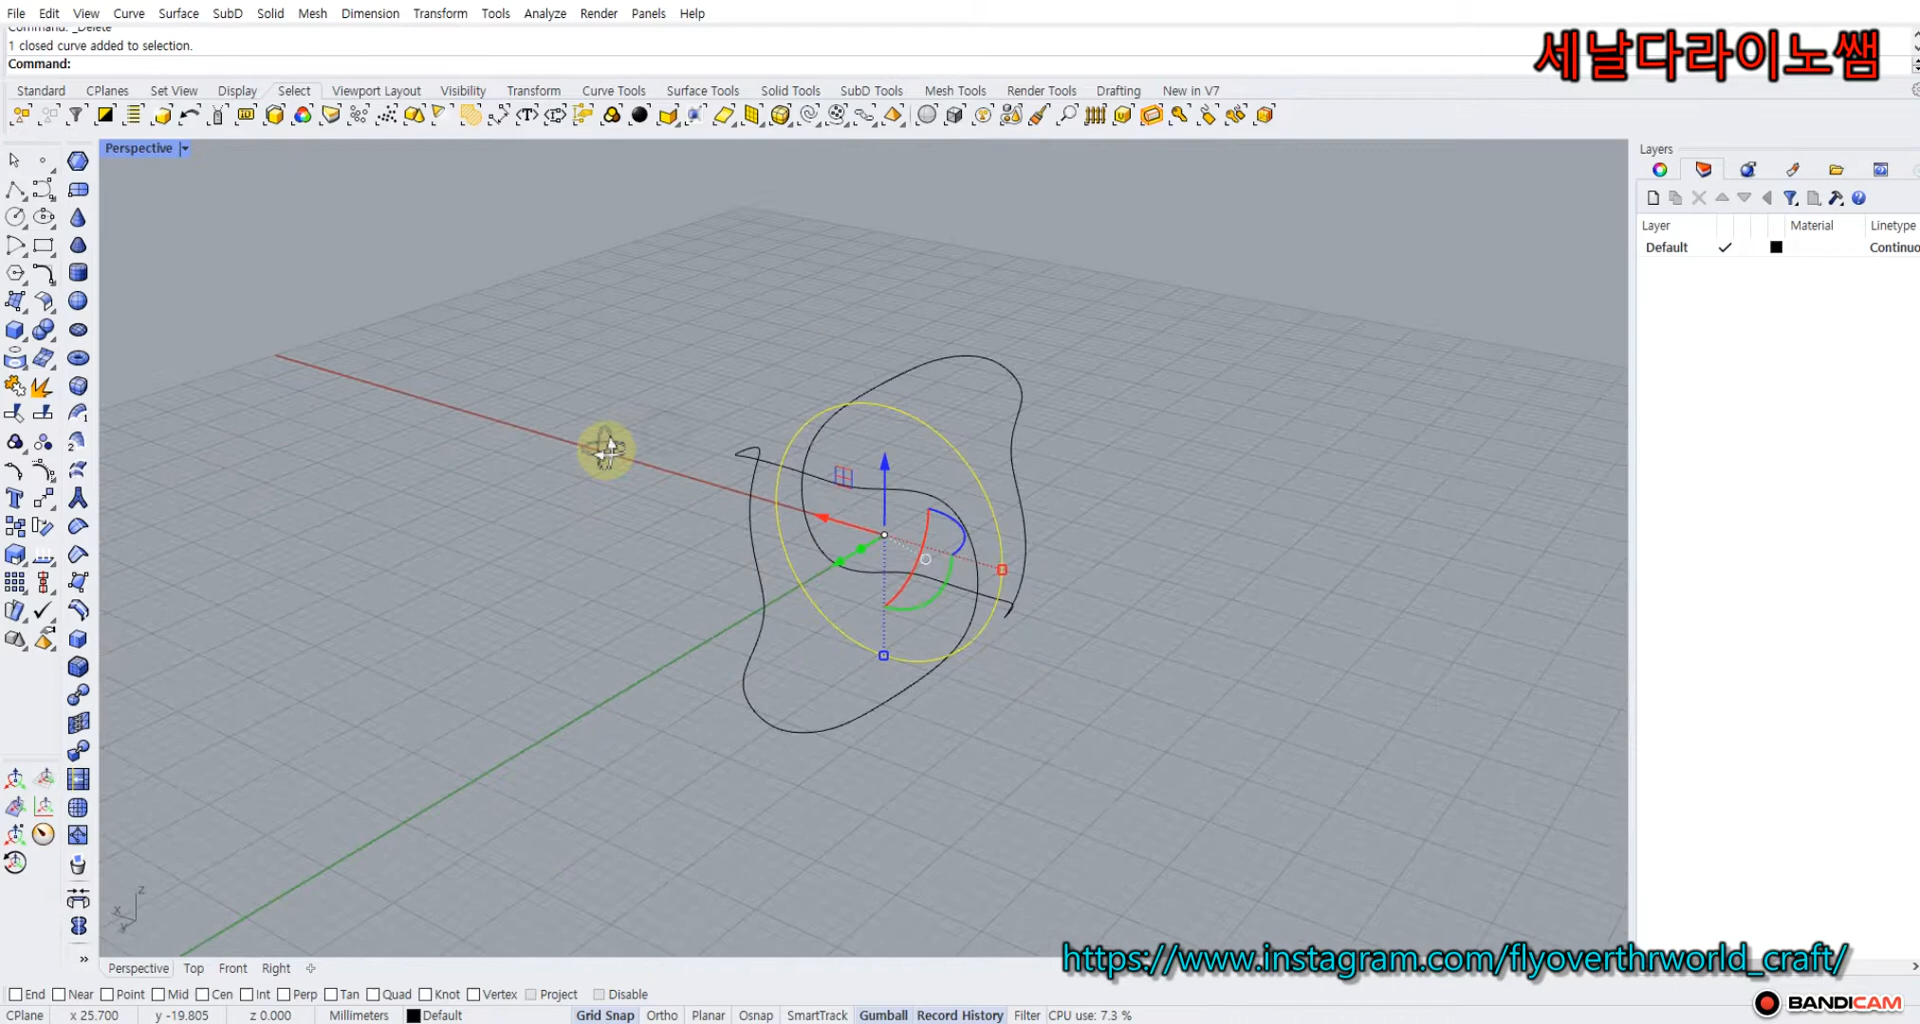 File Edit View Curve Surface SubD Solid Mesh Dimension Transform Tools Analyze Render Panels Help
Command: _Delete
1 closed curve added to selection.
Command:
세날다라이노쌤
Standard CPlanes Set View Display Select Viewport Layout Visibility Transform Curve Tools Surface Tools Solid Tools SubD Tools Mesh Tools Render Tools Drafting New in V7
Perspective
Layers
Layer Material Linetype
Default Continuo
z
x
y
https://www.instagram.com/flyoverthrworld_craft/
Perspective Top Front Right
End Near Point Mid Cen Int Perp Tan Quad Knot Vertex Project Disable
BANDICAM
CPlane x 25.700 y -19.805 z 0.000 Millimeters Default Grid Snap Ortho Planar Osnap SmartTrack Gumball Record History Filter CPU use: 7.3 %